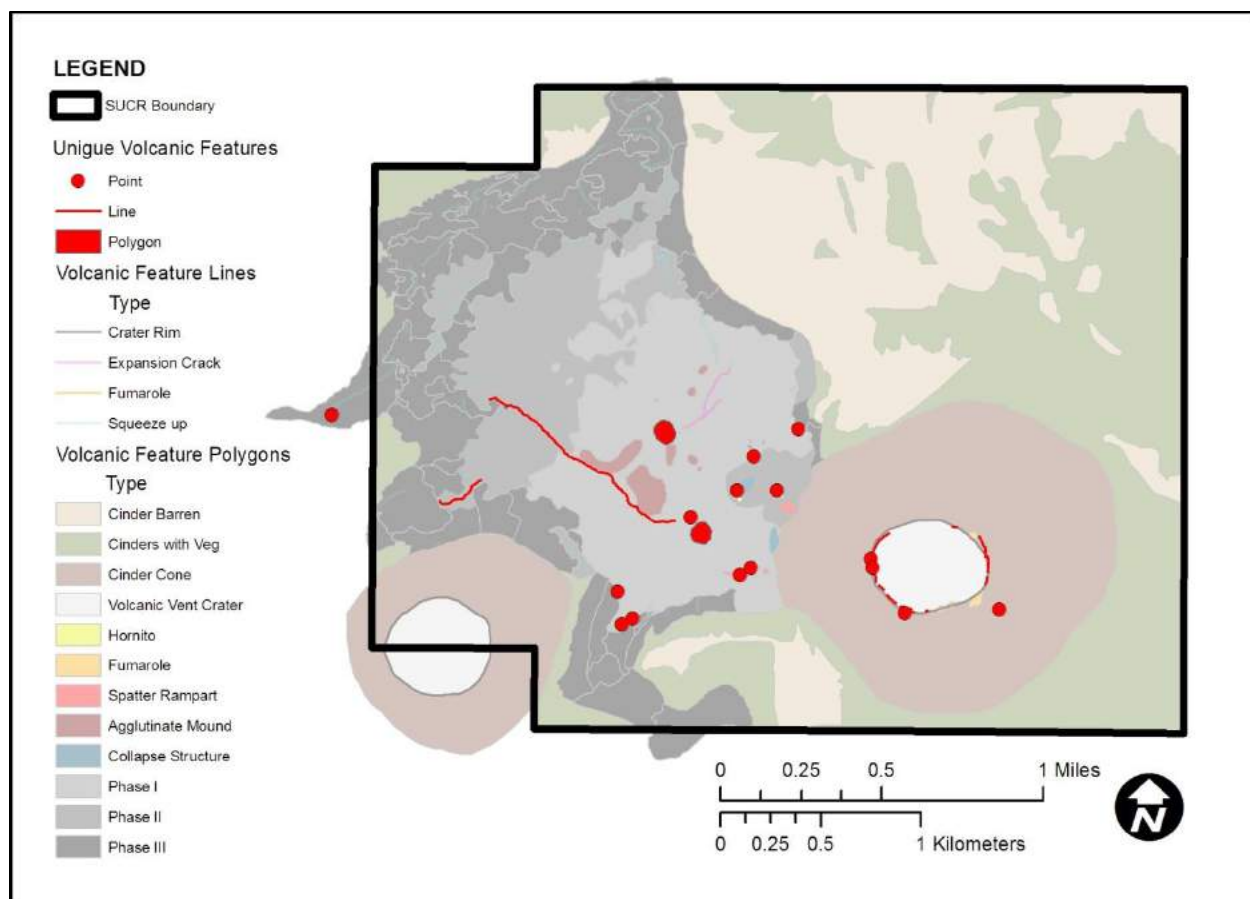 LEGEND
SUCR Boundary
Unique Volcanic Features
Point
Line
Polygon
Volcanic Feature Lines
Type
Crater Rim
Expansion Crack
Fumarole
Squeeze up
Volcanic Feature Polygons
Type
Cinder Barren
Cinders with Veg
Cinder Cone
Volcanic Vent Crater
Hornito
Fumarole
Spatter Rampart
Agglutinate Mound
Collapse Structure
Phase I
Phase II
Phase III
0 0.25 0.5 1 Miles
0 0.25 0.5 1 Kilometers
N